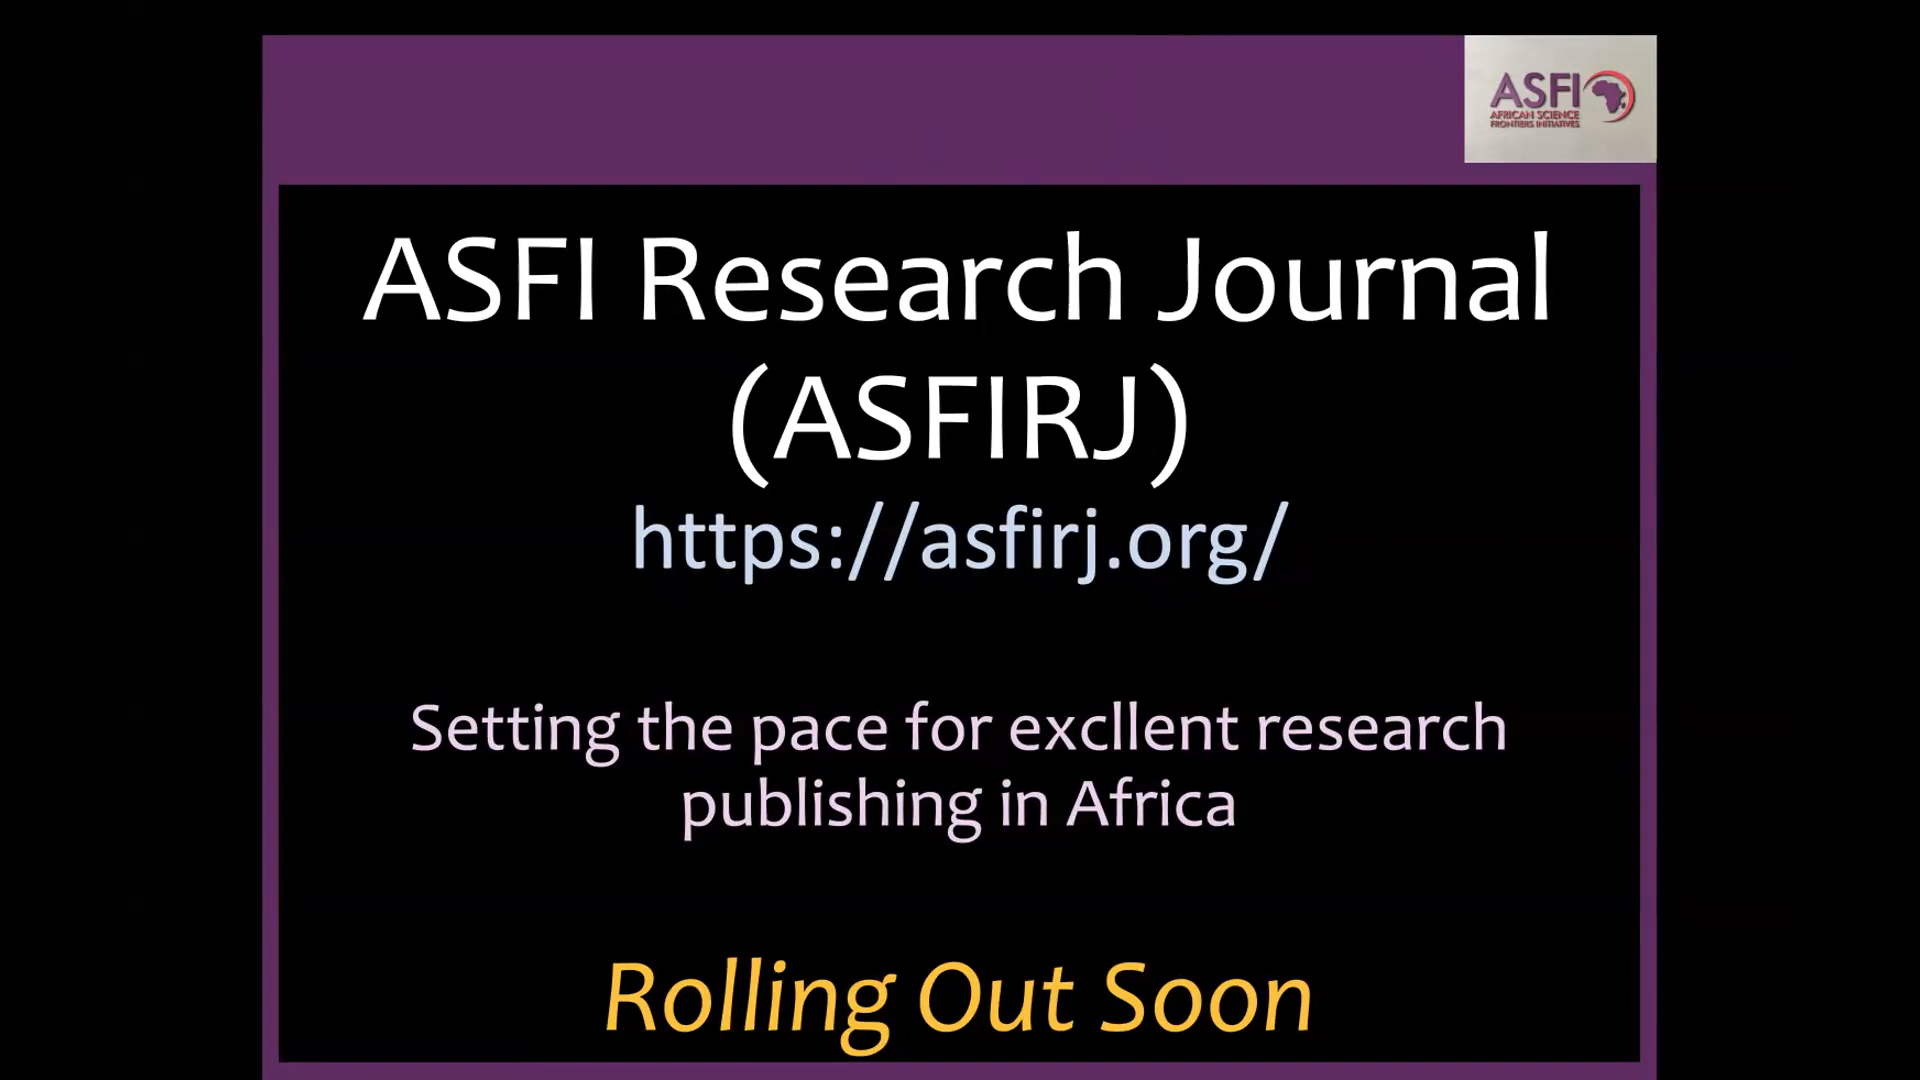 ASFI
AFRICAN SCIENCE
FRONTIERS INITIATIVES
ASFI Research Journal
(ASFIRJ)
https://asfirj.org/
Setting the pace for excllent research
publishing in Africa
Rolling Out Soon